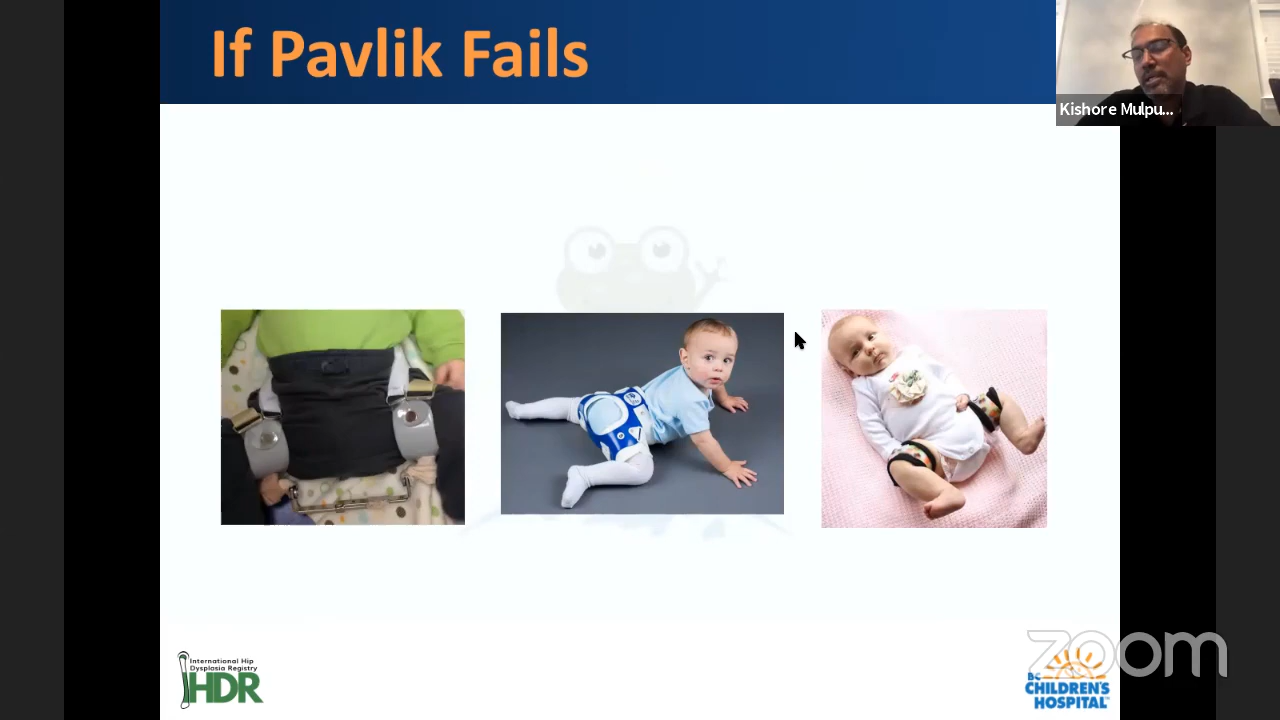 If Pavlik Fails
Kishore Mulpu...
International Hip
Dysplasia Registry
IHDR
BC
CHILDREN'S
HOSPITAL
zoom